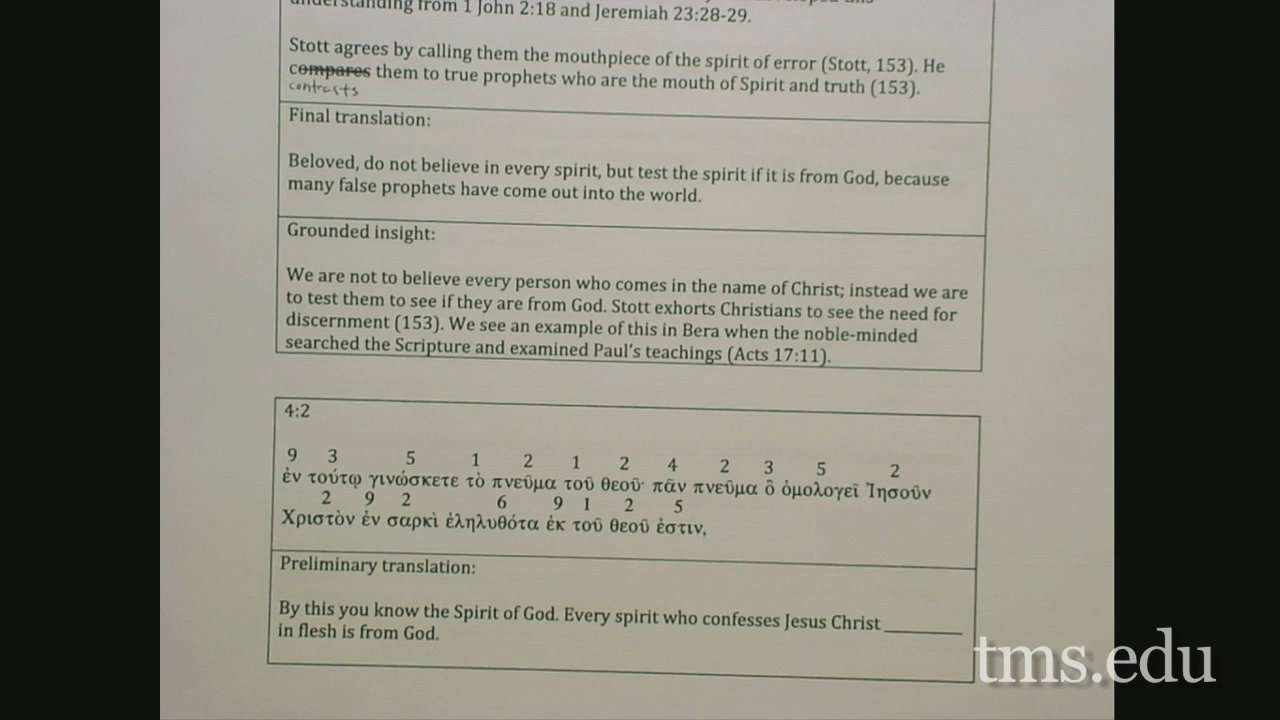 understanding from 1 John 2:18 and Jeremiah 23:28-29.
Stott agrees by calling them the mouthpiece of the spirit of error (Stott, 153). He
compares them to true prophets who are the mouth of Spirit and truth (153).
contrasts
Final translation:
Beloved, do not believe in every spirit, but test the spirit if it is from God, because
many false prophets have come out into the world.
Grounded insight:
We are not to believe every person who comes in the name of Christ; instead we are
to test them to see if they are from God. Stott exhorts Christians to see the need for
discernment (153). We see an example of this in Bera when the noble-minded
searched the Scripture and examined Paul's teachings (Acts 17:11).
4:2
9 3 5 1 2 1 2 4 2 3 5 2
ἐν τούτῳ γινώσκετε τὸ πνεῦμα τοῦ θεοῦ· πᾶν πνεῦμα ὃ ὁμολογεῖ Ἰησοῦν
2 9 2 6 9 1 2 5
Χριστὸν ἐν σαρκὶ ἐληλυθότα ἐκ τοῦ θεοῦ ἐστιν,
Preliminary translation:
By this you know the Spirit of God. Every spirit who confesses Jesus Christ ________
in flesh is from God.
tms.edu